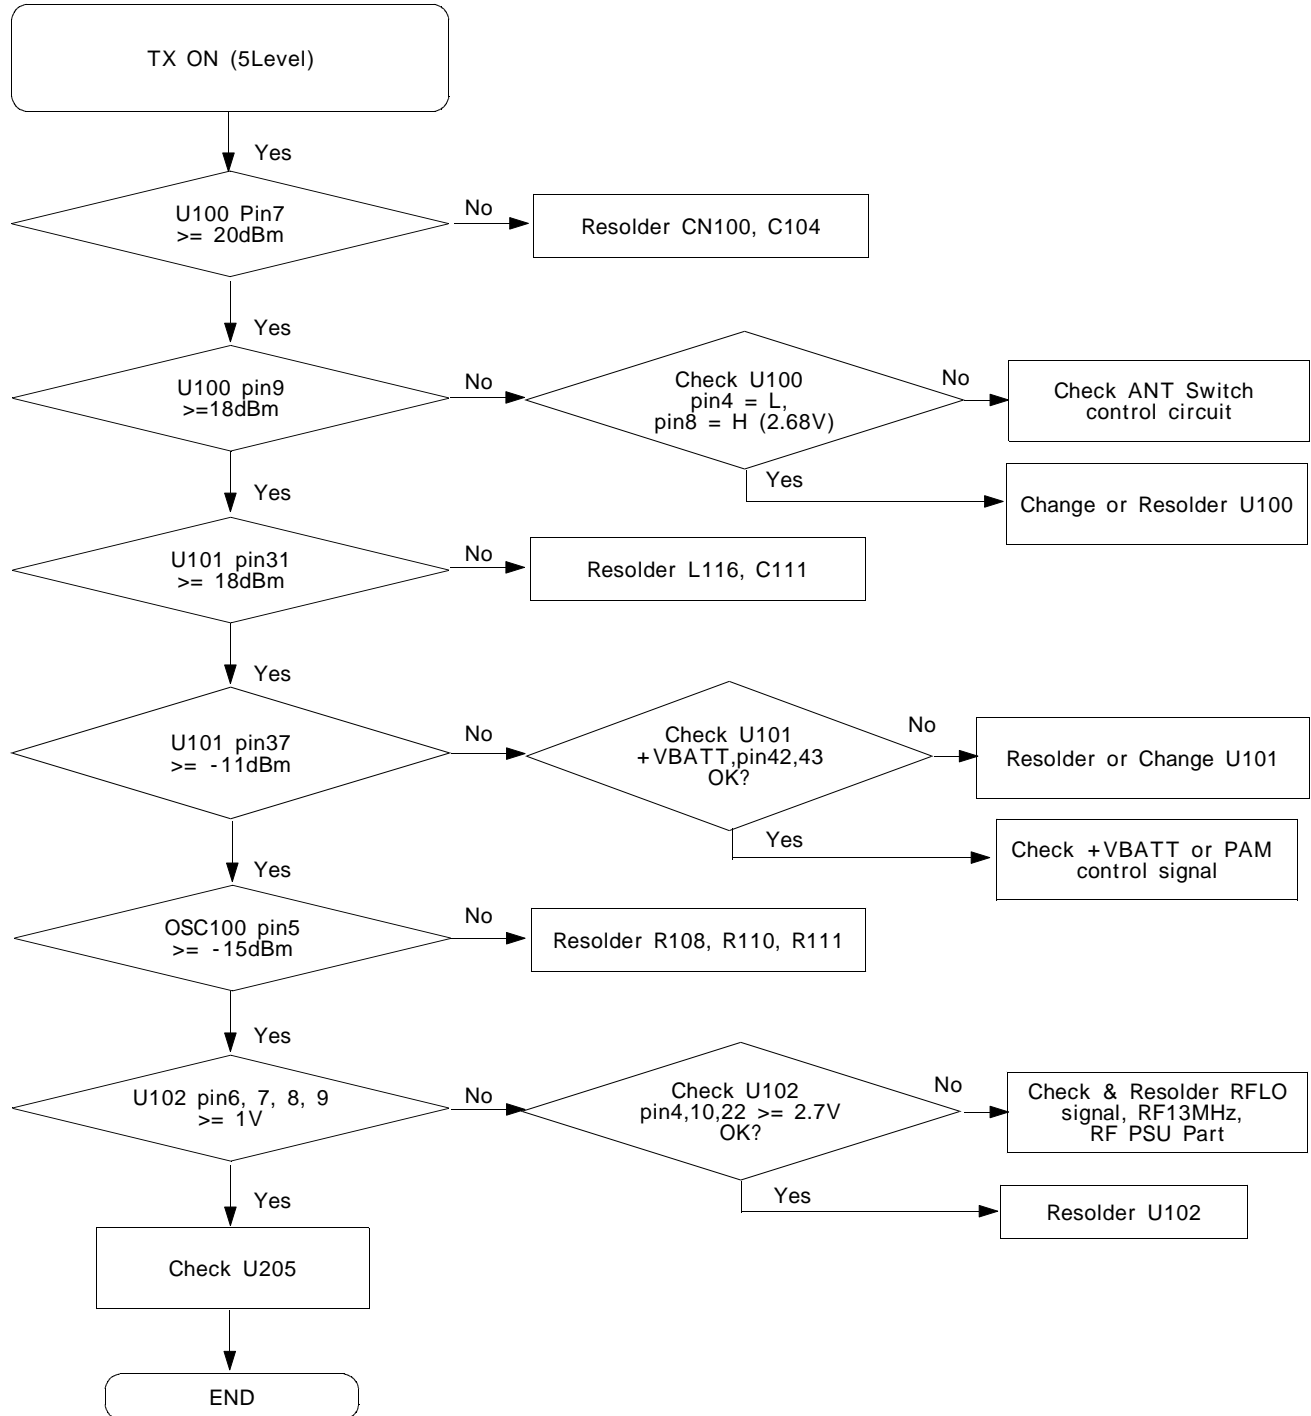 TX ON (5Level)
Yes
U100 Pin7
>= 20dBm
No
Resolder CN100, C104
Yes
U100 pin9
>=18dBm
No
Check U100
pin4 = L,
pin8 = H (2.68V)
No
Check ANT Switch
control circuit
Yes
Change or Resolder U100
Yes
U101 pin31
>= 18dBm
No
Resolder L116, C111
Yes
U101 pin37
>= -11dBm
No
Check U101
+VBATT,pin42,43
OK?
No
Resolder or Change U101
Yes
Check +VBATT or PAM
control signal
Yes
OSC100 pin5
>= -15dBm
No
Resolder R108, R110, R111
Yes
U102 pin6, 7, 8, 9
>= 1V
No
Check U102
pin4,10,22 >= 2.7V
OK?
No
Check & Resolder RFLO
signal, RF13MHz,
RF PSU Part
Yes
Resolder U102
Yes
Check U205
END